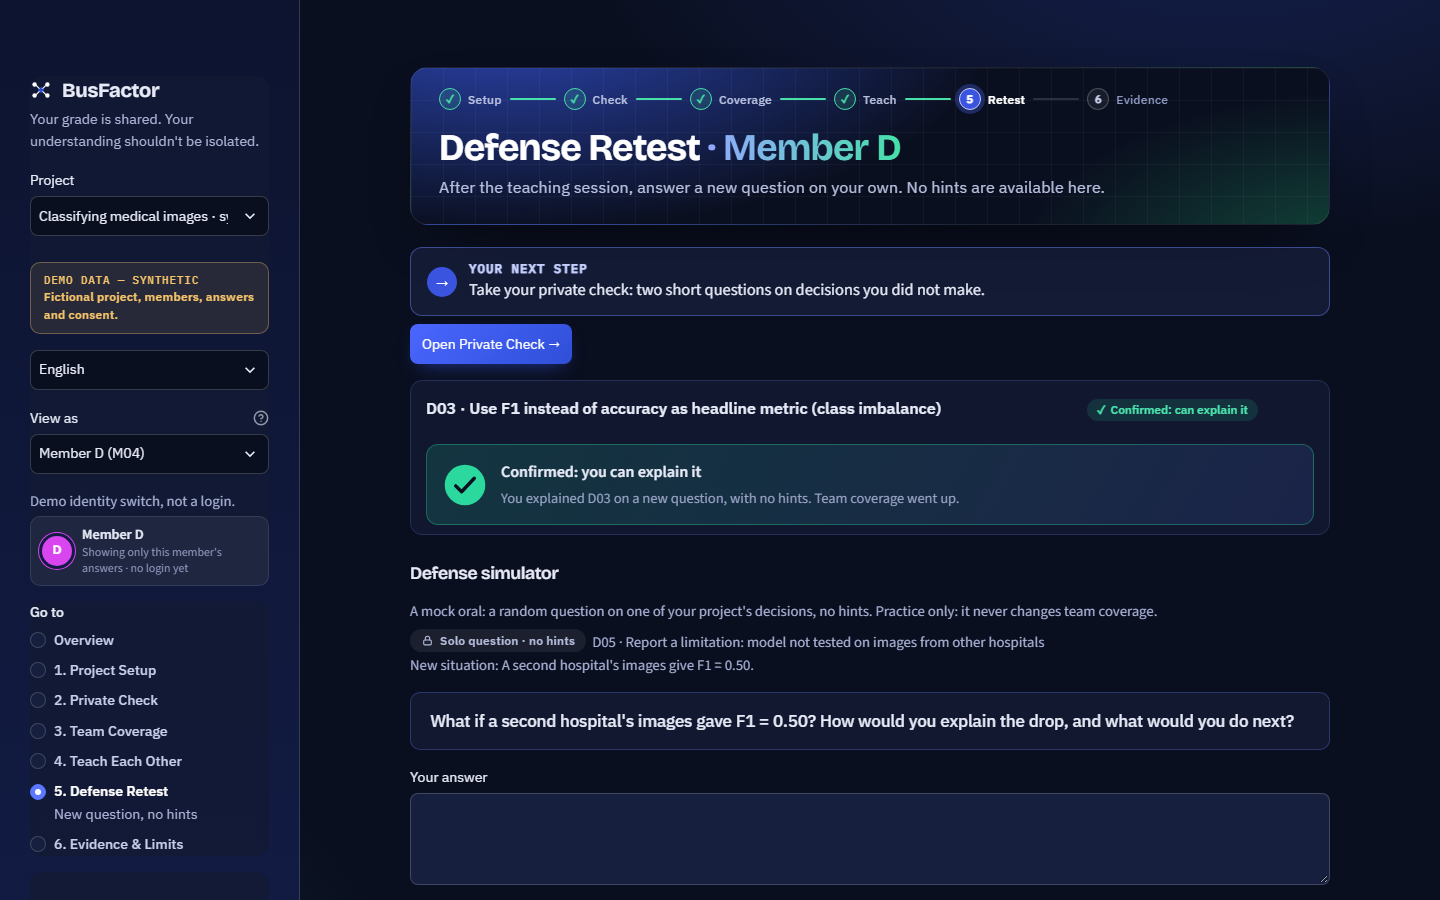 BusFactor
Your grade is shared. Your
understanding shouldn't be isolated.
Project
Classifying medical images · sy
DEMO DATA — SYNTHETIC
Fictional project, members, answers
and consent.
English
View as
Member D (M04)
Demo identity switch, not a login.
D
Member D
Showing only this member's
answers · no login yet
Go to
Overview
1. Project Setup
2. Private Check
3. Team Coverage
4. Teach Each Other
5. Defense Retest
New question, no hints
6. Evidence & Limits
✓ Setup ✓ Check ✓ Coverage ✓ Teach 5 Retest 6 Evidence
Defense Retest · Member D
After the teaching session, answer a new question on your own. No hints are available here.
YOUR NEXT STEP
→ Take your private check: two short questions on decisions you did not make.
Open Private Check →
D03 · Use F1 instead of accuracy as headline metric (class imbalance)
✓ Confirmed: can explain it
Confirmed: you can explain it
You explained D03 on a new question, with no hints. Team coverage went up.
Defense simulator
A mock oral: a random question on one of your project's decisions, no hints. Practice only: it never changes team coverage.
Solo question · no hints D05 · Report a limitation: model not tested on images from other hospitals
New situation: A second hospital's images give F1 = 0.50.
What if a second hospital's images gave F1 = 0.50? How would you explain the drop, and what would you do next?
Your answer